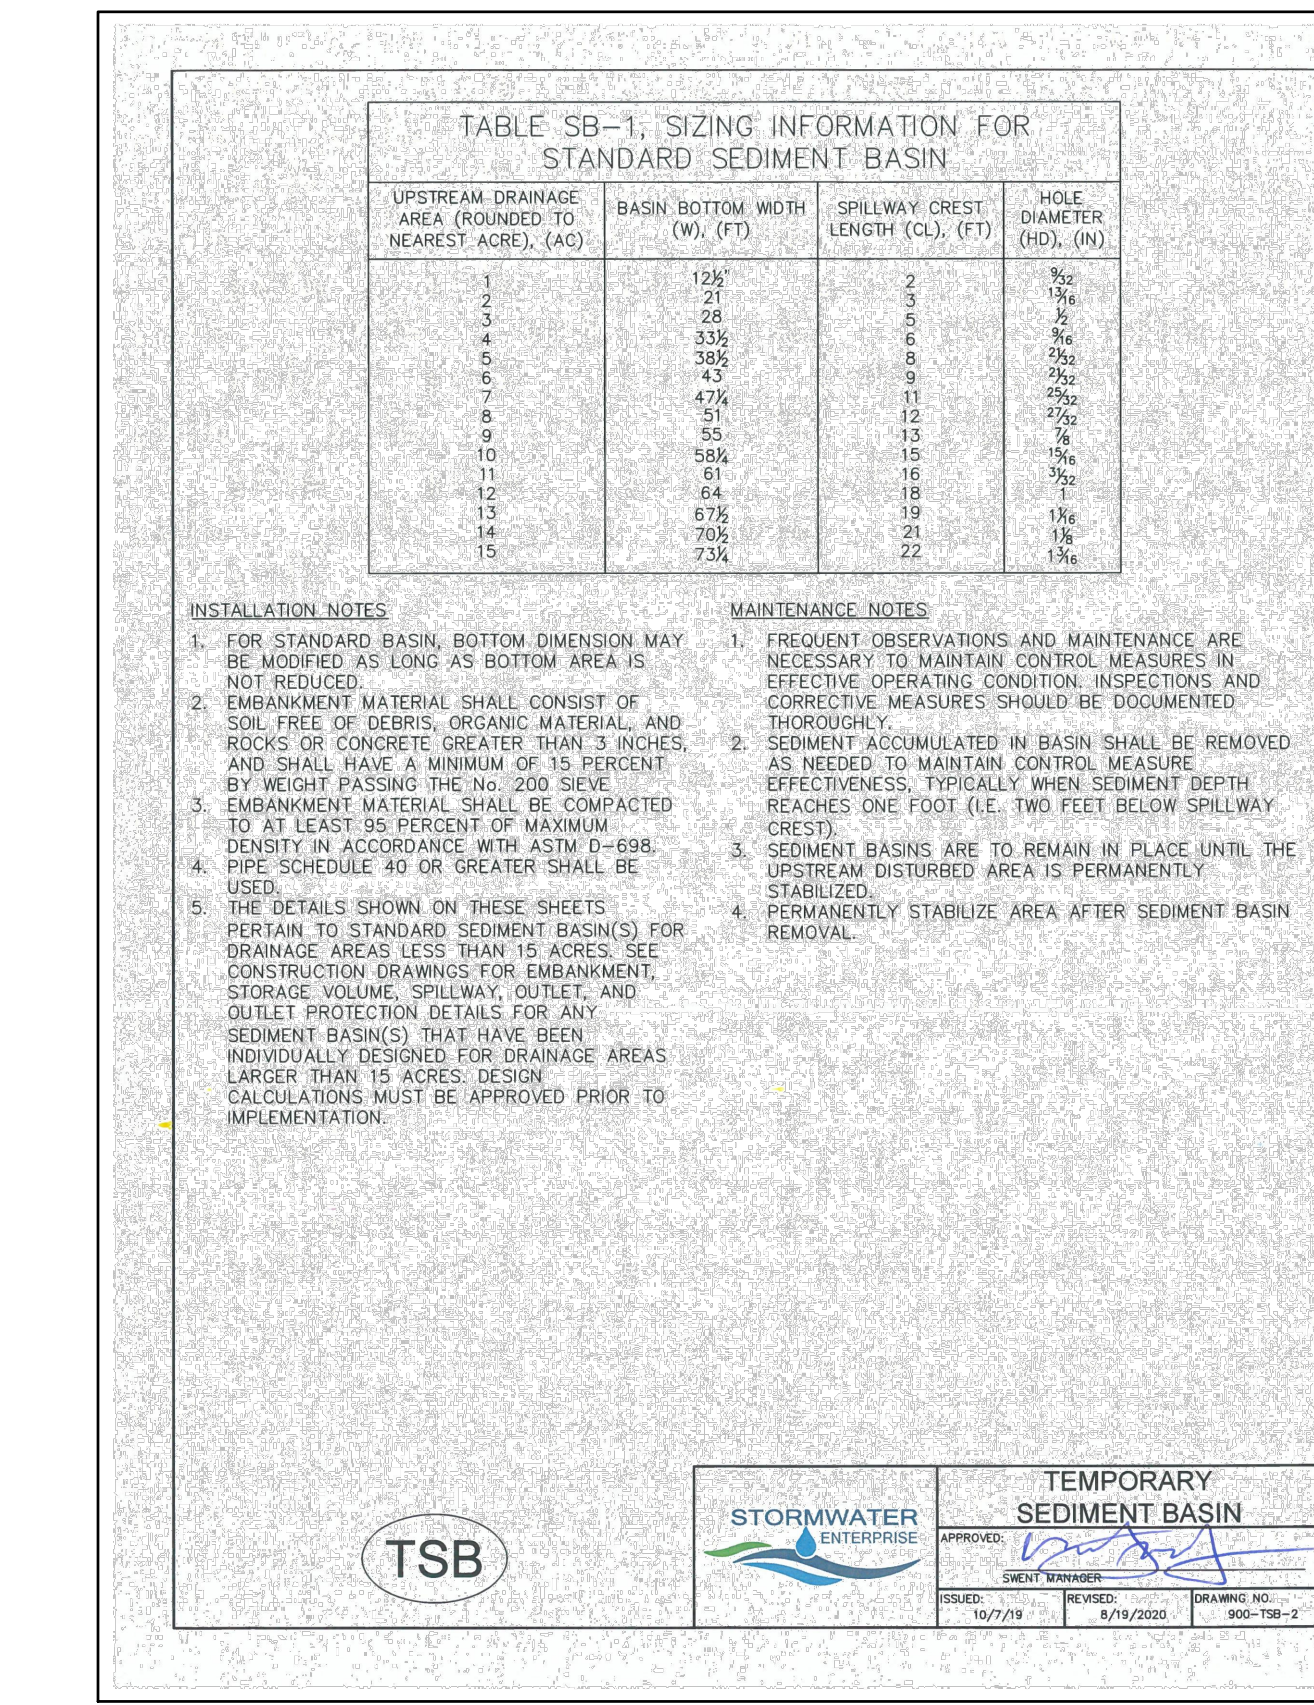 TABLE SB-1, SIZING INFORMATION FOR
STANDARD SEDIMENT BASIN
UPSTREAM DRAINAGE AREA (ROUNDED TO NEAREST ACRE), (AC) BASIN BOTTOM WIDTH (W), (FT) SPILLWAY CREST LENGTH (CL), (FT) HOLE DIAMETER (HD), (IN)
1 12½" 2 9/32
2 21 3 13/16
3 28 5 ½
4 33½ 6 9/16
5 38½ 8 21/32
6 43 9 21/32
7 47¼ 11 25/32
8 51 12 27/32
9 55 13 7/8
10 58¼ 15 15/16
11 61 16 31/32
12 64 18 1
13 67½ 19 1 1/16
14 70½ 21 1 1/8
15 73¼ 22 1 3/16
INSTALLATION NOTES
1. FOR STANDARD BASIN, BOTTOM DIMENSION MAY
BE MODIFIED AS LONG AS BOTTOM AREA IS
NOT REDUCED.
2. EMBANKMENT MATERIAL SHALL CONSIST OF
SOIL FREE OF DEBRIS, ORGANIC MATERIAL, AND
ROCKS OR CONCRETE GREATER THAN 3 INCHES,
AND SHALL HAVE A MINIMUM OF 15 PERCENT
BY WEIGHT PASSING THE No. 200 SIEVE
3. EMBANKMENT MATERIAL SHALL BE COMPACTED
TO AT LEAST 95 PERCENT OF MAXIMUM
DENSITY IN ACCORDANCE WITH ASTM D-698.
4. PIPE SCHEDULE 40 OR GREATER SHALL BE
USED.
5. THE DETAILS SHOWN ON THESE SHEETS
PERTAIN TO STANDARD SEDIMENT BASIN(S) FOR
DRAINAGE AREAS LESS THAN 15 ACRES. SEE
CONSTRUCTION DRAWINGS FOR EMBANKMENT,
STORAGE VOLUME, SPILLWAY, OUTLET, AND
OUTLET PROTECTION DETAILS FOR ANY
SEDIMENT BASIN(S) THAT HAVE BEEN
INDIVIDUALLY DESIGNED FOR DRAINAGE AREAS
LARGER THAN 15 ACRES. DESIGN
CALCULATIONS MUST BE APPROVED PRIOR TO
IMPLEMENTATION.
MAINTENANCE NOTES
1. FREQUENT OBSERVATIONS AND MAINTENANCE ARE
NECESSARY TO MAINTAIN CONTROL MEASURES IN
EFFECTIVE OPERATING CONDITION. INSPECTIONS AND
CORRECTIVE MEASURES SHOULD BE DOCUMENTED
THOROUGHLY.
2. SEDIMENT ACCUMULATED IN BASIN SHALL BE REMOVED
AS NEEDED TO MAINTAIN CONTROL MEASURE
EFFECTIVENESS, TYPICALLY WHEN SEDIMENT DEPTH
REACHES ONE FOOT (I.E. TWO FEET BELOW SPILLWAY
CREST).
3. SEDIMENT BASINS ARE TO REMAIN IN PLACE UNTIL THE
UPSTREAM DISTURBED AREA IS PERMANENTLY
STABILIZED.
4. PERMANENTLY STABILIZE AREA AFTER SEDIMENT BASIN
REMOVAL.
TSB
STORMWATER
ENTERPRISE
TEMPORARY
SEDIMENT BASIN
APPROVED:
SWENT MANAGER
ISSUED: 10/7/19
REVISED: 8/19/2020
DRAWING NO. 900-TSB-2